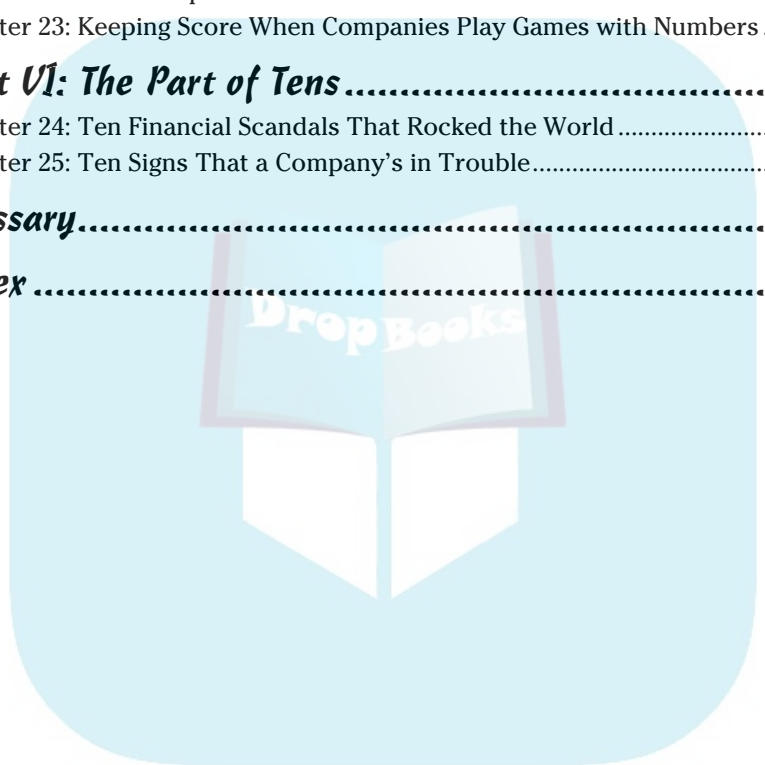 ter 23: Keeping Score When Companies Play Games with Numbers .
t VI: The Part of Tens..........................................
ter 24: Ten Financial Scandals That Rocked the World .......................
ter 25: Ten Signs That a Company's in Trouble...................................
ssary..........................................................................
ex ..............................................................................
DropBooks